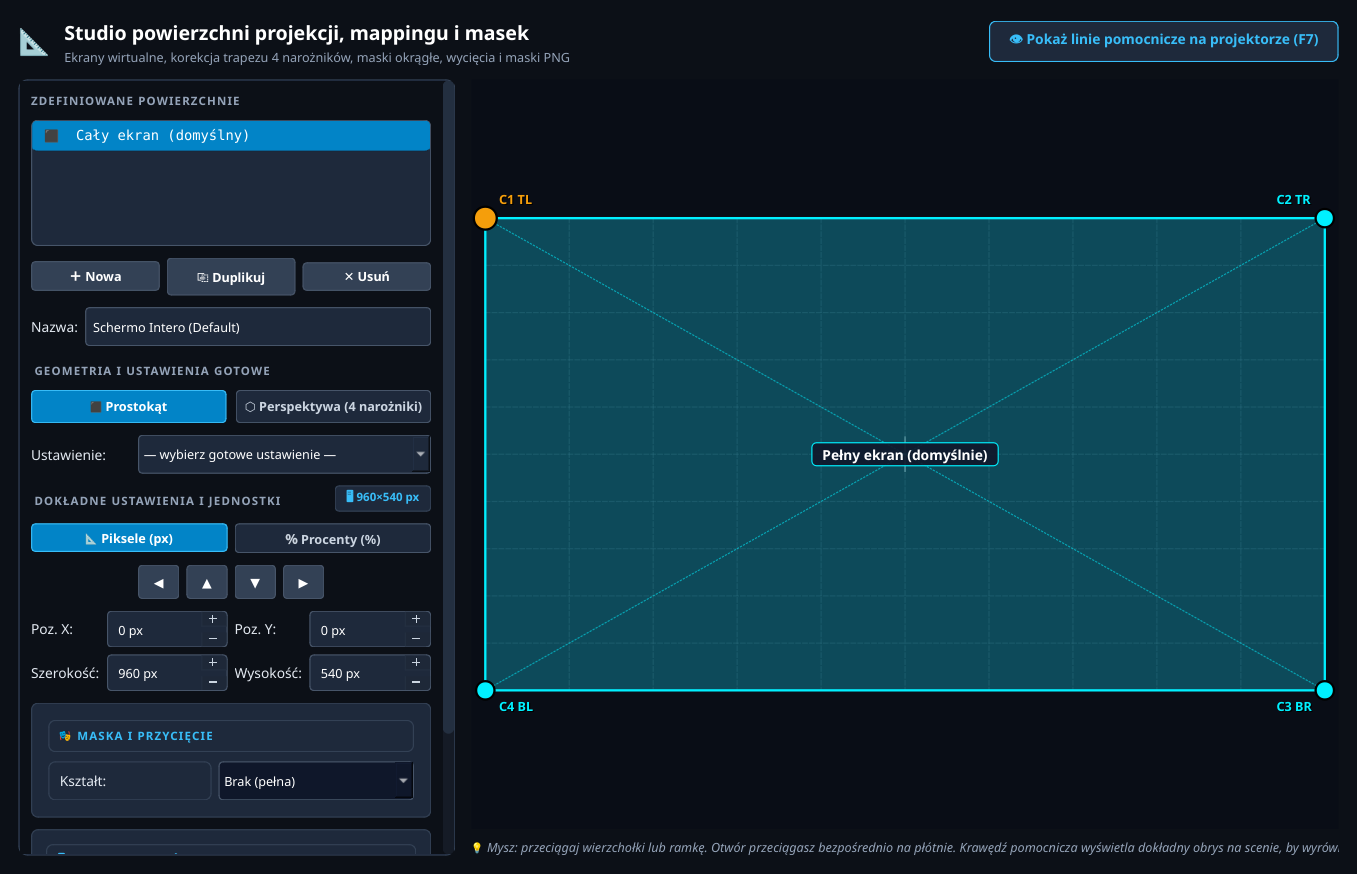 Studio powierzchni projekcji, mappingu i masek
Ekrany wirtualne, korekcja trapezu 4 narożników, maski okrągłe, wycięcia i maski PNG
Pokaż linie pomocnicze na projektorze (F7)
ZDEFINIOWANE POWIERZCHNIE
Cały ekran (domyślny)
+ Nowa
Duplikuj
× Usuń
Nazwa:
Schermo Intero (Default)
GEOMETRIA I USTAWIENIA GOTOWE
Prostokąt
Perspektywa (4 narożniki)
Ustawienie:
— wybierz gotowe ustawienie —
DOKŁADNE USTAWIENIA I JEDNOSTKI
960×540 px
Piksele (px)
% Procenty (%)
◀ ▲ ▼ ▶
Poz. X:
0 px
Poz. Y:
0 px
Szerokość:
960 px
Wysokość:
540 px
MASKA I PRZYCIĘCIE
Kształt:
Brak (pełna)
C1 TL
C2 TR
Pełny ekran (domyślnie)
C4 BL
C3 BR
Mysz: przeciągaj wierzchołki lub ramkę. Otwór przeciągasz bezpośrednio na płótnie. Krawędź pomocnicza wyświetla dokładny obrys na scenie, by